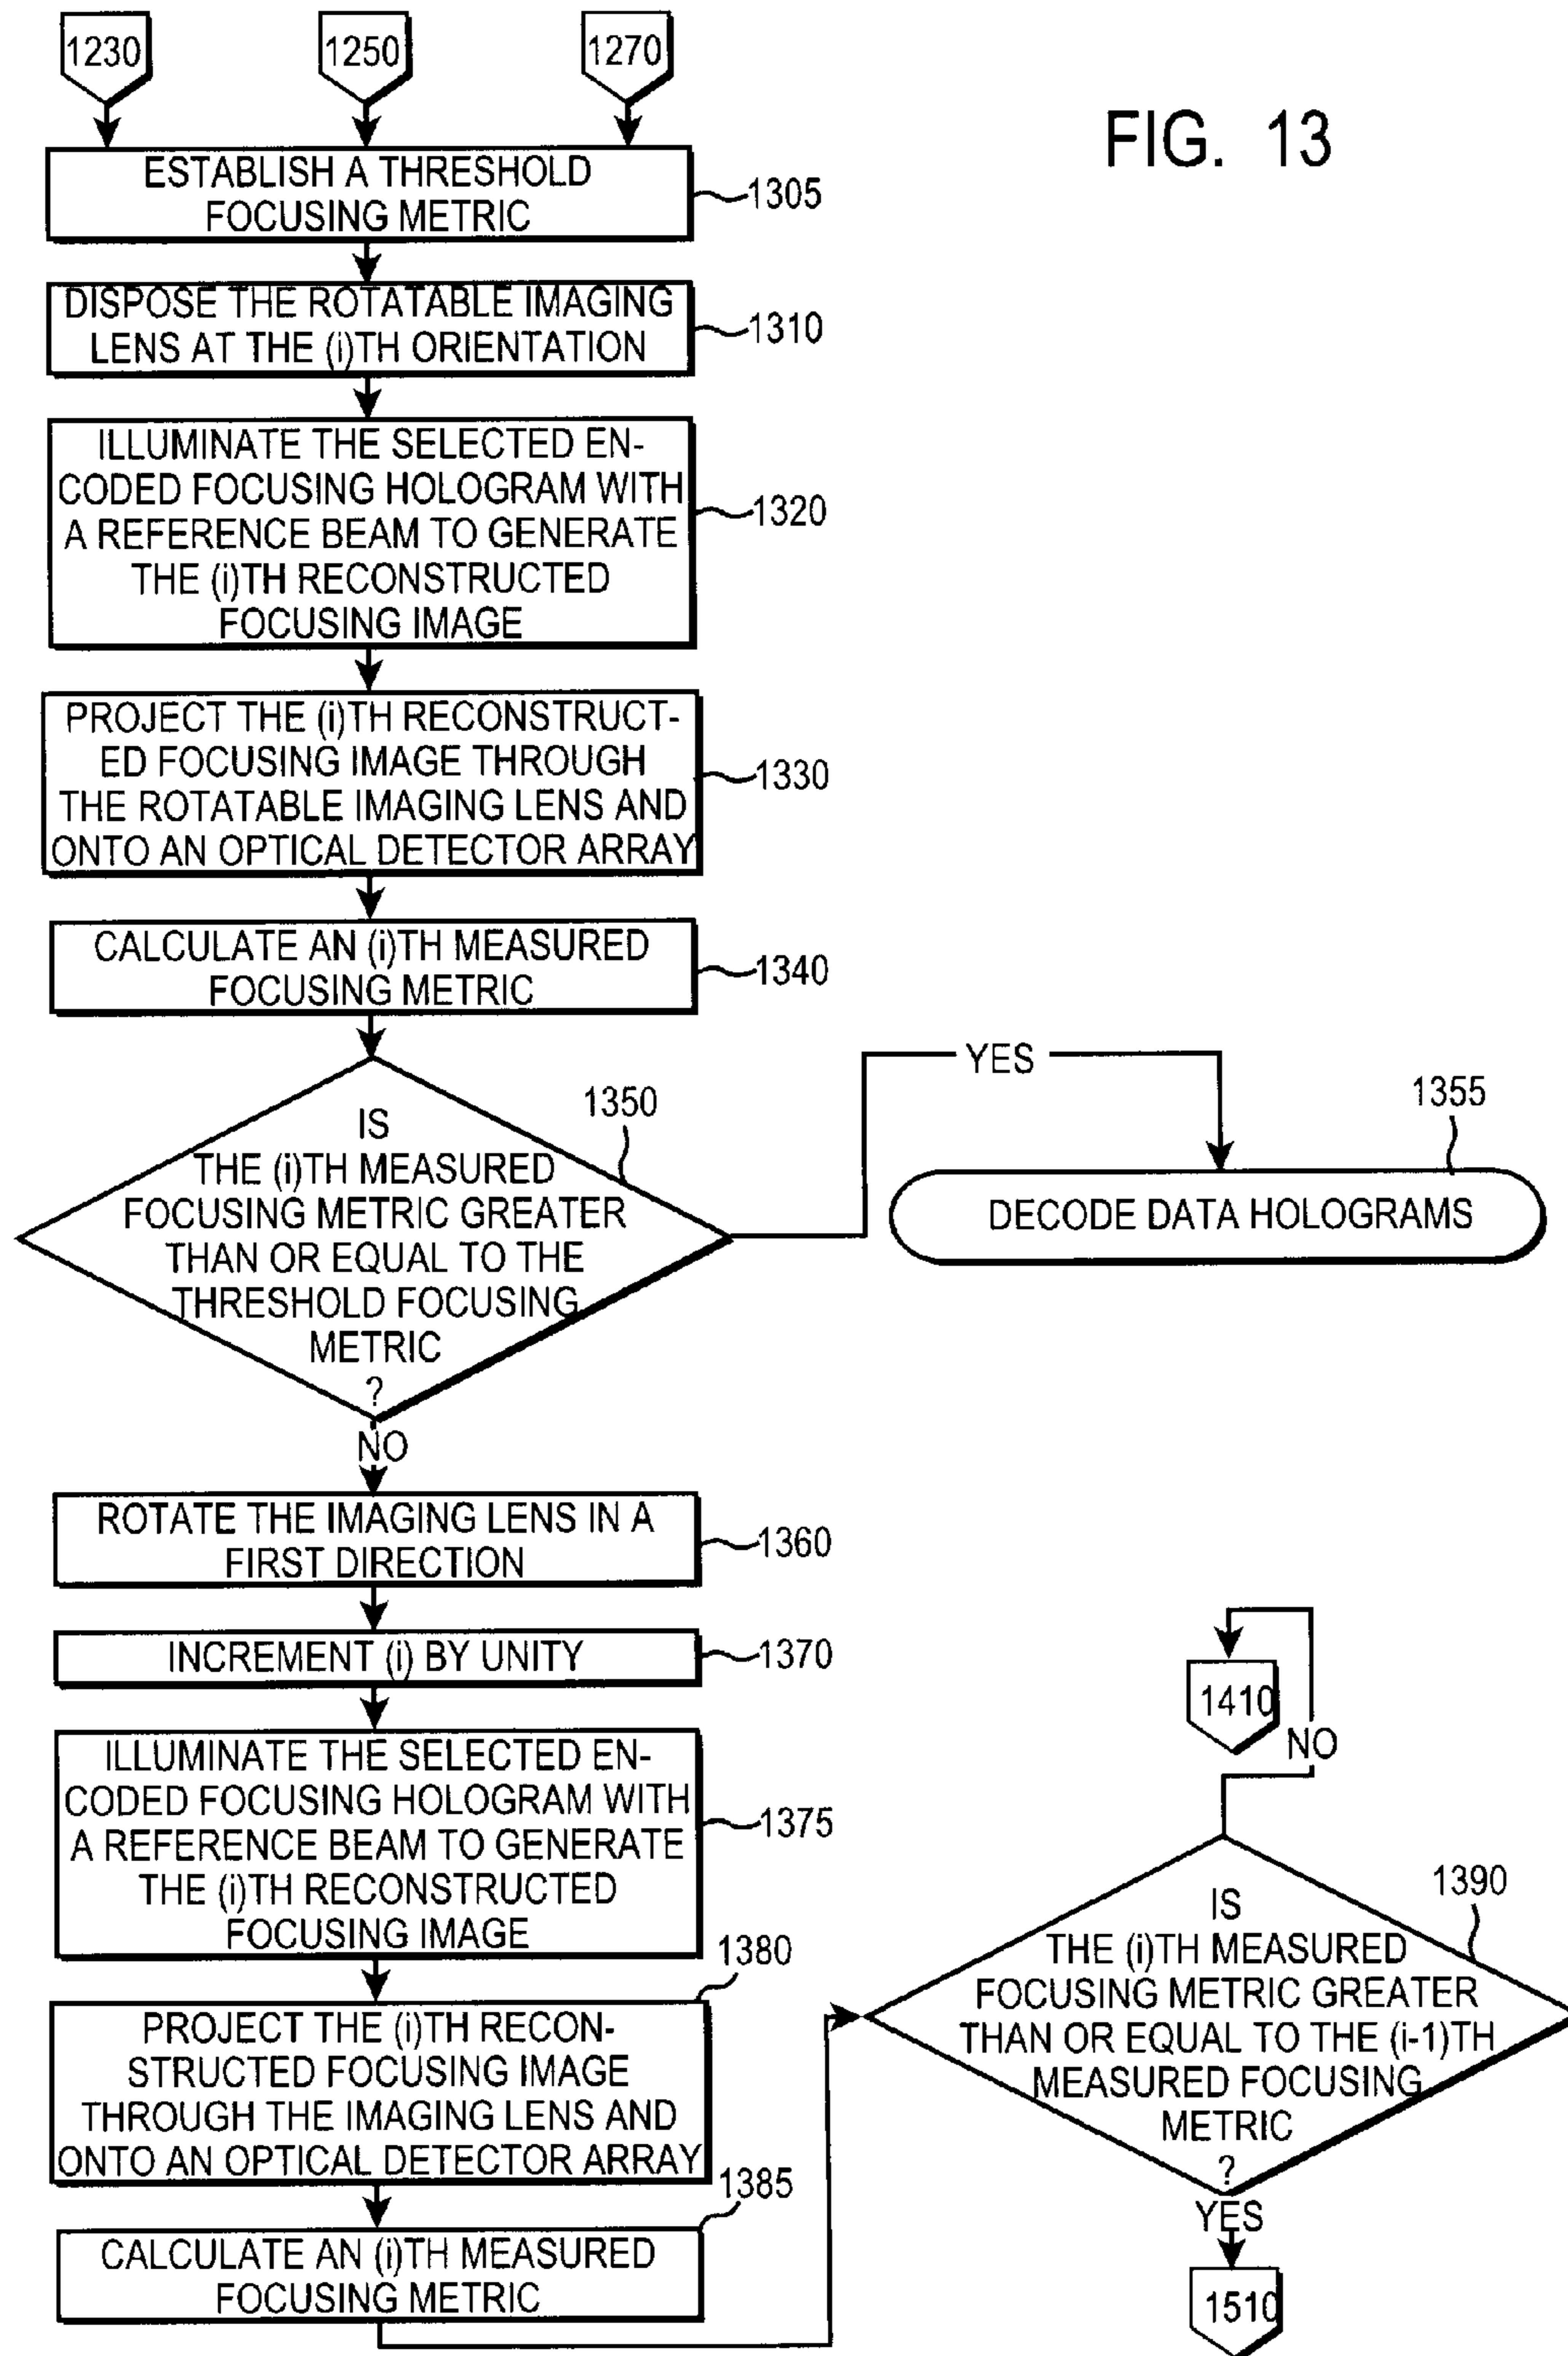 1230
1250
1270
FIG. 13
ESTABLISH A THRESHOLD
FOCUSING METRIC
1305
DISPOSE THE ROTATABLE IMAGING
LENS AT THE (i)TH ORIENTATION
1310
ILLUMINATE THE SELECTED EN-
CODED FOCUSING HOLOGRAM WITH
A REFERENCE BEAM TO GENERATE
THE (i)TH RECONSTRUCTED
FOCUSING IMAGE
1320
PROJECT THE (i)TH RECONSTRUCT-
ED FOCUSING IMAGE THROUGH
THE ROTATABLE IMAGING LENS AND
ONTO AN OPTICAL DETECTOR ARRAY
1330
CALCULATE AN (i)TH MEASURED
FOCUSING METRIC
1340
IS
THE (i)TH MEASURED
FOCUSING METRIC GREATER
THAN OR EQUAL TO THE
THRESHOLD FOCUSING
METRIC
?
1350
YES
1355
DECODE DATA HOLOGRAMS
NO
ROTATE THE IMAGING LENS IN A
FIRST DIRECTION
1360
INCREMENT (i) BY UNITY
1370
ILLUMINATE THE SELECTED EN-
CODED FOCUSING HOLOGRAM WITH
A REFERENCE BEAM TO GENERATE
THE (i)TH RECONSTRUCTED
FOCUSING IMAGE
1375
PROJECT THE (i)TH RECON-
STRUCTED FOCUSING IMAGE
THROUGH THE IMAGING LENS AND
ONTO AN OPTICAL DETECTOR ARRAY
1380
CALCULATE AN (i)TH MEASURED
FOCUSING METRIC
1385
1410
NO
IS
THE (i)TH MEASURED
FOCUSING METRIC GREATER
THAN OR EQUAL TO THE (i-1)TH
MEASURED FOCUSING
METRIC
?
1390
YES
1510